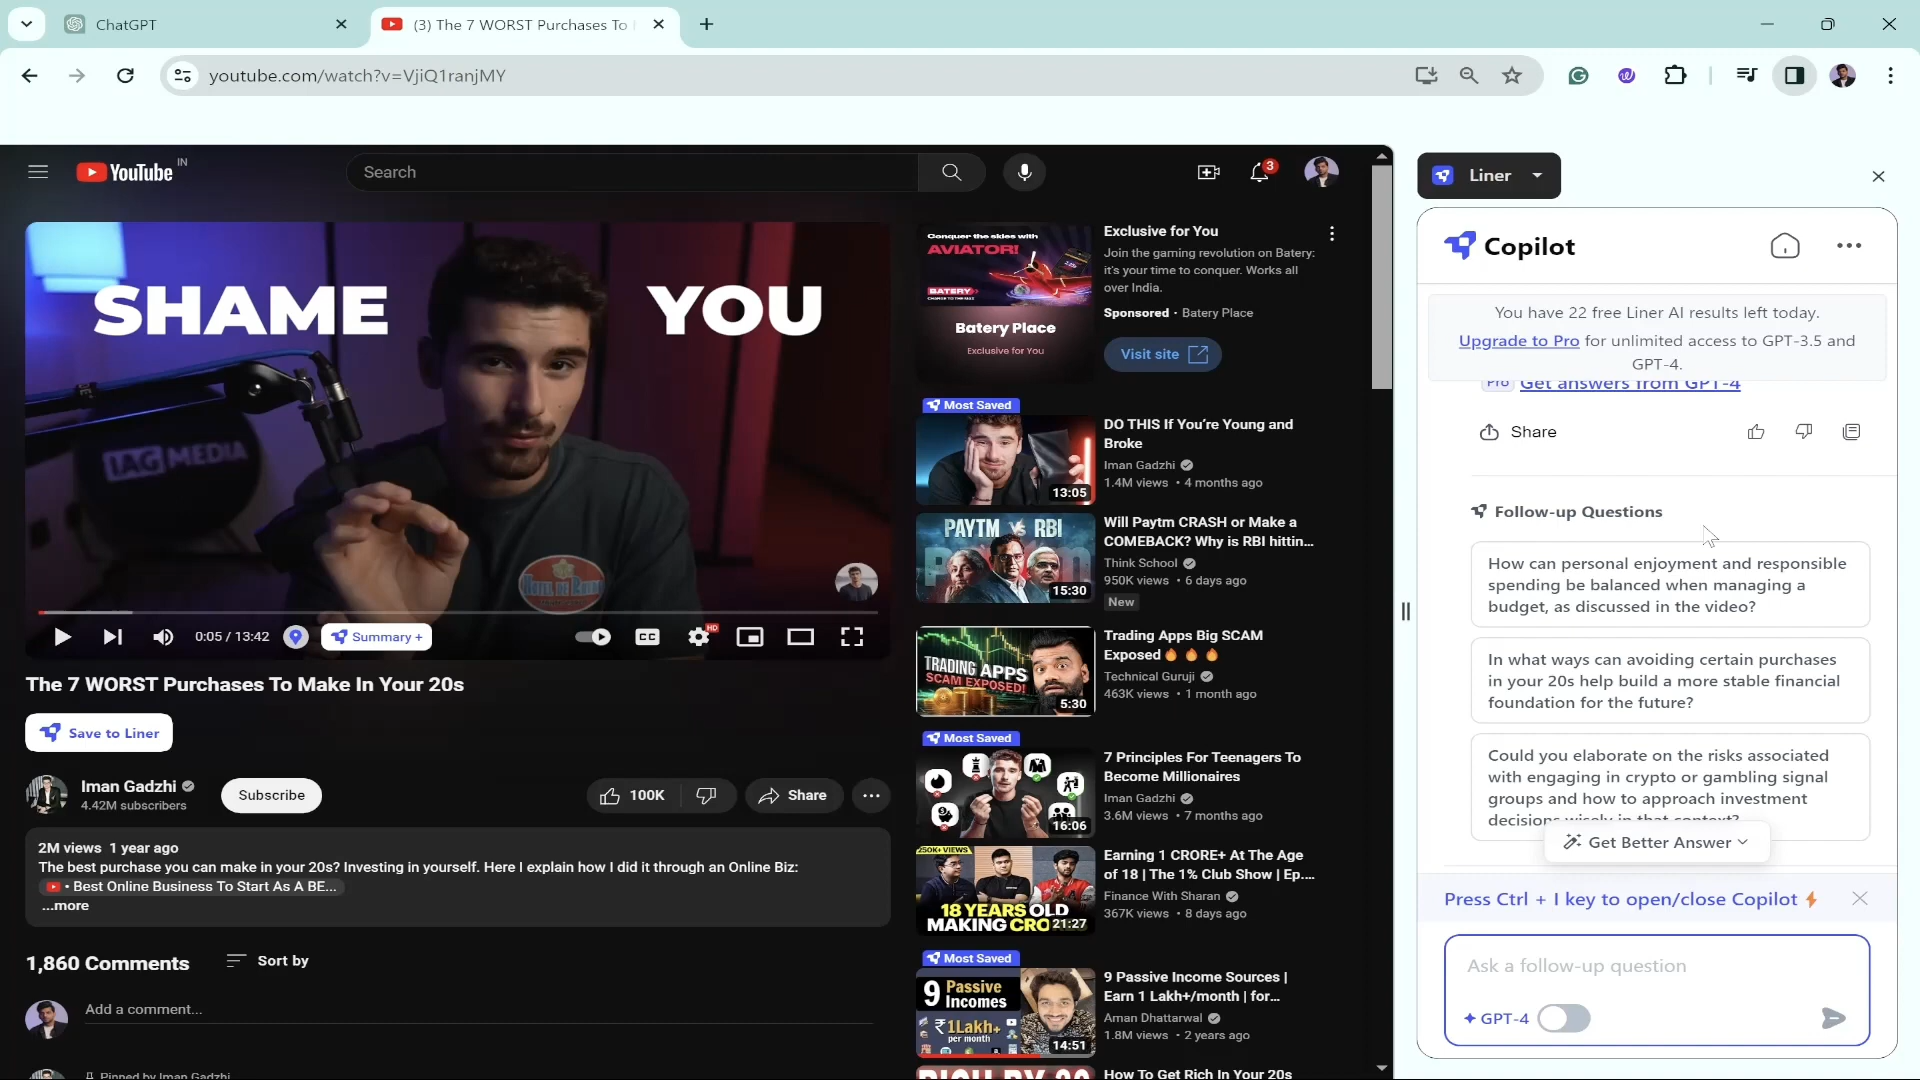 ChatGPT
(3) The 7 WORST Purchases To
youtube.com/watch?v=VjiQ1ranjMY
YouTube
IN
Search
3
SHAME YOU
IAG MEDIA
0:05 / 13:42
Summary +
CC
HD
The 7 WORST Purchases To Make In Your 20s
Save to Liner
Iman Gadzhi
4.42M subscribers
Subscribe
100K
Share
2M views 1 year ago
The best purchase you can make in your 20s? Investing in yourself. Here I explain how I did it through an Online Biz:
• Best Online Business To Start As A BE...
...more
1,860 Comments
Sort by
Add a comment...
Pinned by Iman Gadzhi
Conquer the skies with
AVIATOR!
BATERY
Batery Place
Exclusive for You
Exclusive for You
Join the gaming revolution on Batery:
it's your time to conquer. Works all
over India.
Sponsored · Batery Place
Visit site
Most Saved
13:05
DO THIS If You're Young and
Broke
Iman Gadzhi
1.4M views • 4 months ago
PAYTM VS RBI
15:30
Will Paytm CRASH or Make a
COMEBACK? Why is RBI hittin...
Think School
950K views • 6 days ago
New
TRADING APPS
SCAM EXPOSED!
5:30
Trading Apps Big SCAM
Exposed🔥🔥🔥
Technical Guruji
463K views • 1 month ago
Most Saved
16:06
7 Principles For Teenagers To
Become Millionaires
Iman Gadzhi
3.6M views • 7 months ago
250K+ VIEWS
18 YEARS OLD
MAKING CRO
21:27
Earning 1 CRORE+ At The Age
of 18 | The 1% Club Show | Ep....
Finance With Sharan
367K views • 8 days ago
Most Saved
9 Passive
Incomes
₹1Lakh+
per month
14:51
9 Passive Income Sources |
Earn 1 Lakh+/month | for...
Aman Dhattarwal
1.8M views • 2 years ago
How To Get Rich In Your 20s
Liner
Copilot
You have 22 free Liner AI results left today.
Upgrade to Pro for unlimited access to GPT-3.5 and
GPT-4.
Pro Get answers from GPT-4
Share
Follow-up Questions
How can personal enjoyment and responsible
spending be balanced when managing a
budget, as discussed in the video?
In what ways can avoiding certain purchases
in your 20s help build a more stable financial
foundation for the future?
Could you elaborate on the risks associated
with engaging in crypto or gambling signal
groups and how to approach investment
decisions wisely in that context?
Get Better Answer
Press Ctrl + I key to open/close Copilot⚡
Ask a follow-up question
GPT-4